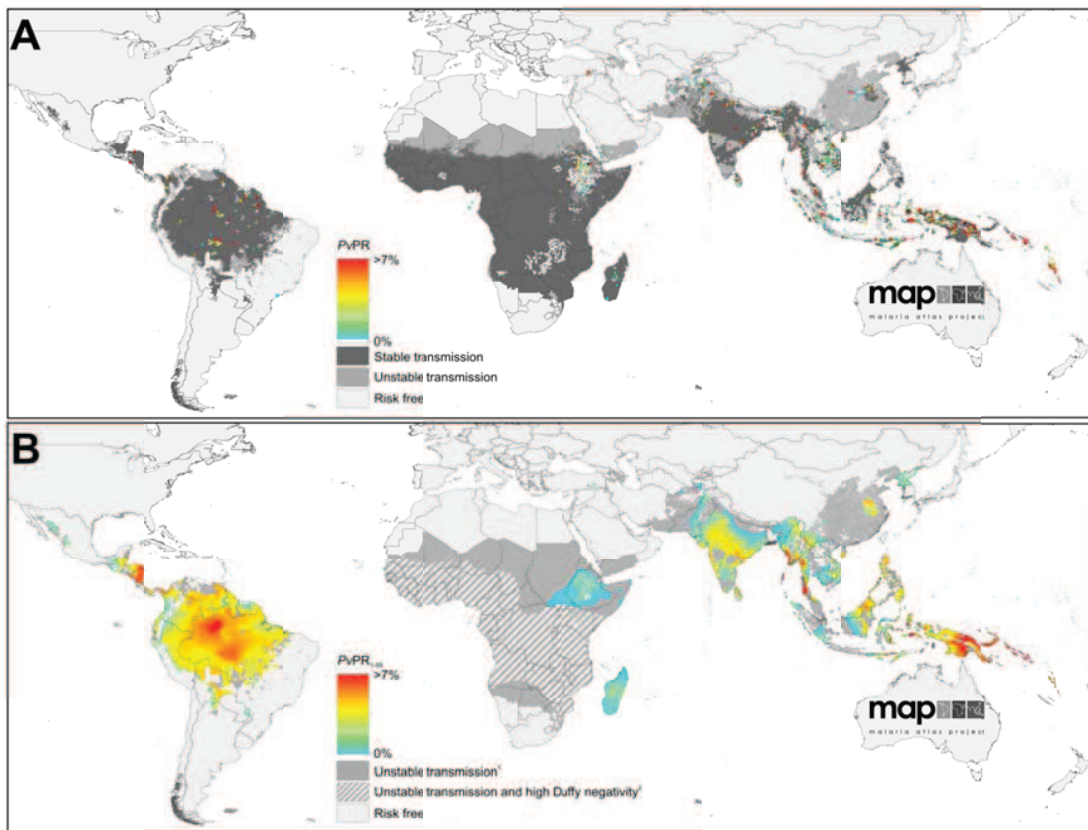 A
PvPR
>7%
0%
Stable transmission
Unstable transmission
Risk free
map
malaria atlas project
B
PvPR
>7%
0%
Unstable transmission
Unstable transmission and high Duffy negativity
Risk free
map
malaria atlas project